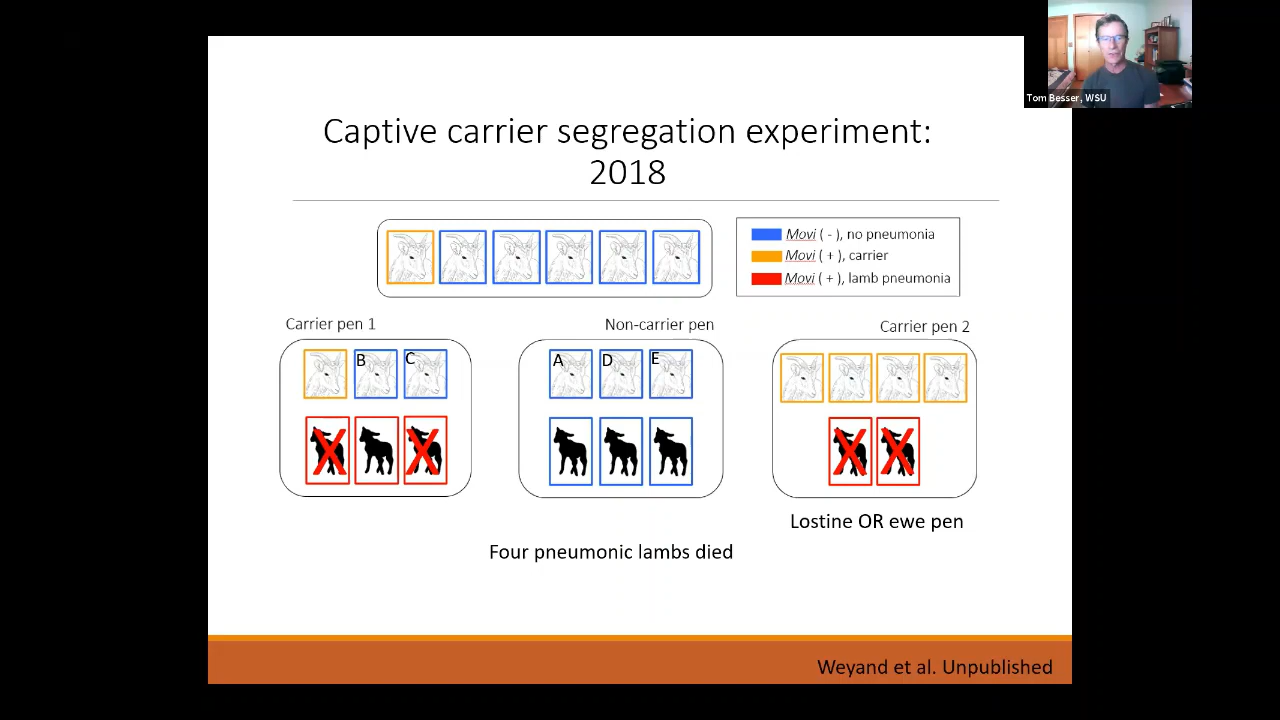 Tom Besser, WSU
Captive carrier segregation experiment:
2018
Movi ( - ), no pneumonia
Movi ( + ), carrier
Movi ( + ), lamb pneumonia
Carrier pen 1
Non-carrier pen
Carrier pen 2
B
C
A
D
E
Lostine OR ewe pen
Four pneumonic lambs died
Weyand et al. Unpublished